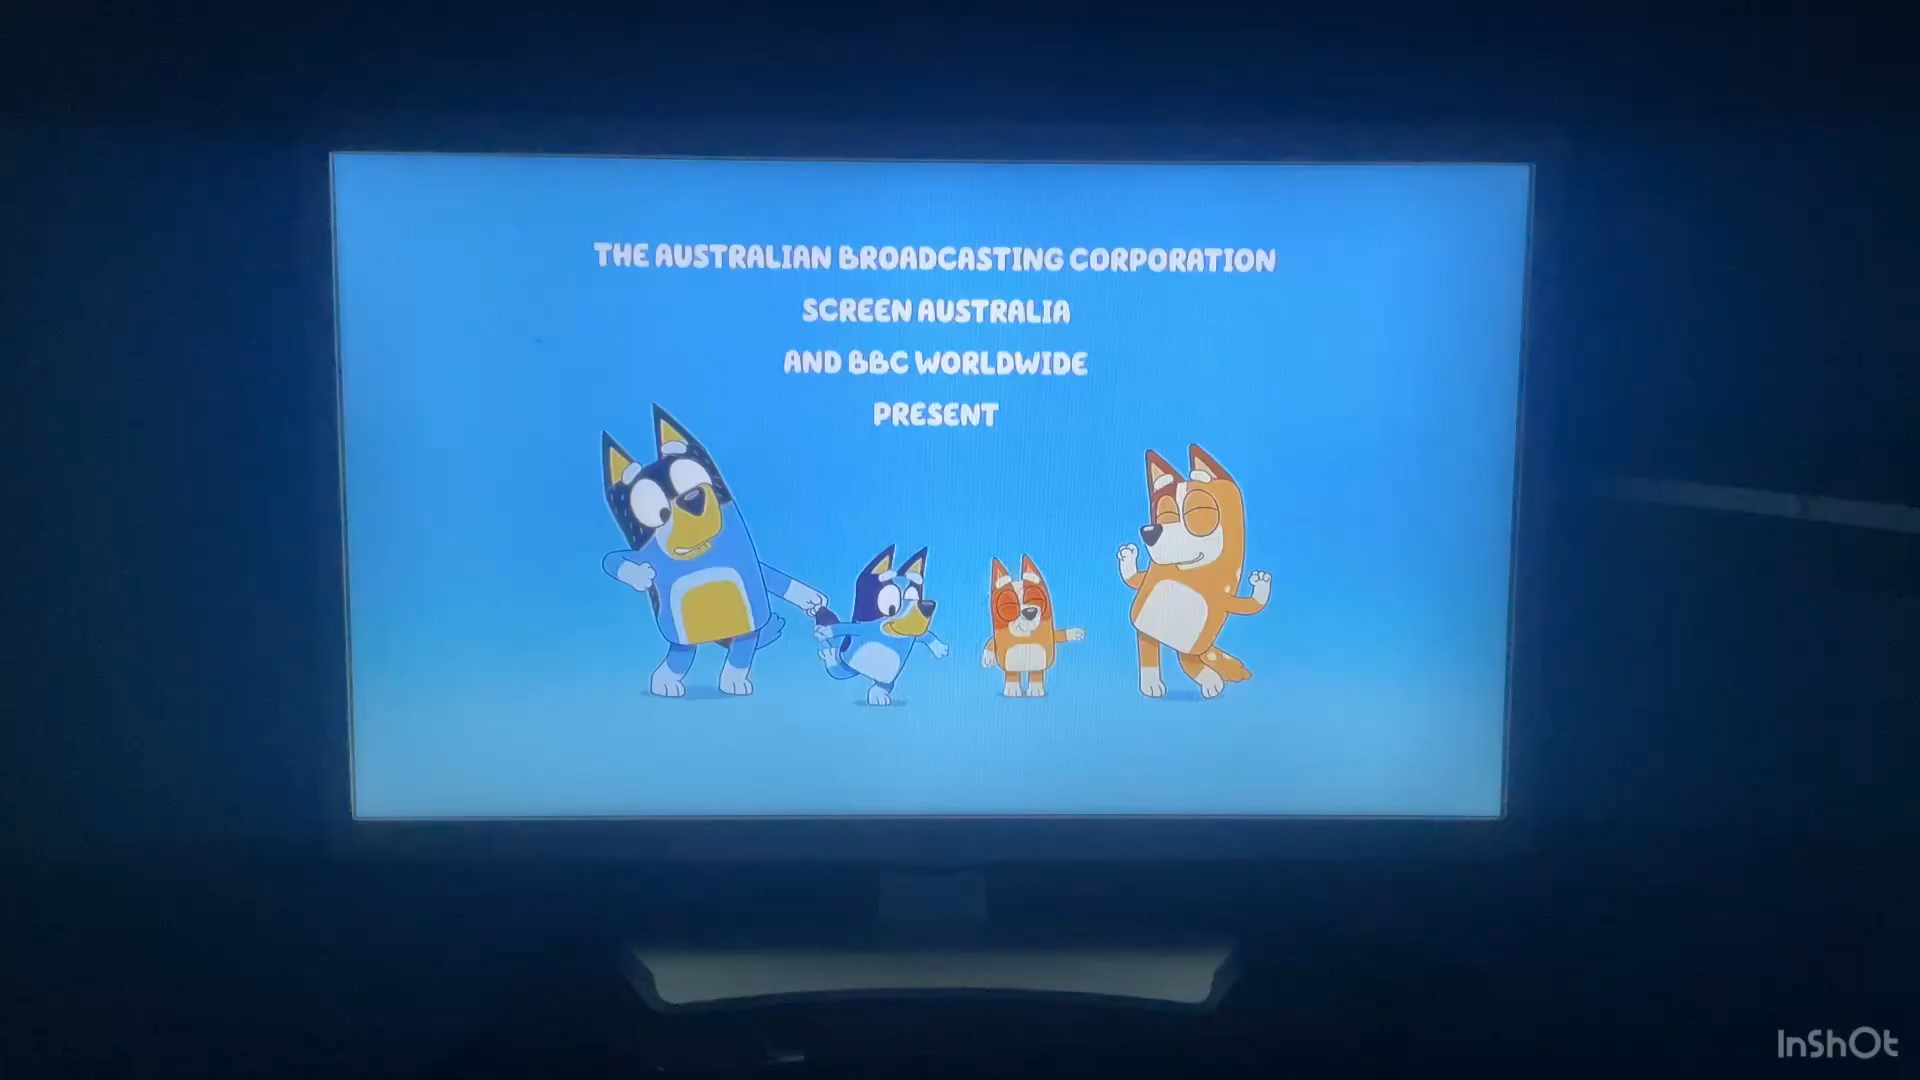 THE AUSTRALIAN BROADCASTING CORPORATION
SCREEN AUSTRALIA
AND BBC WORLDWIDE
PRESENT
InShOt